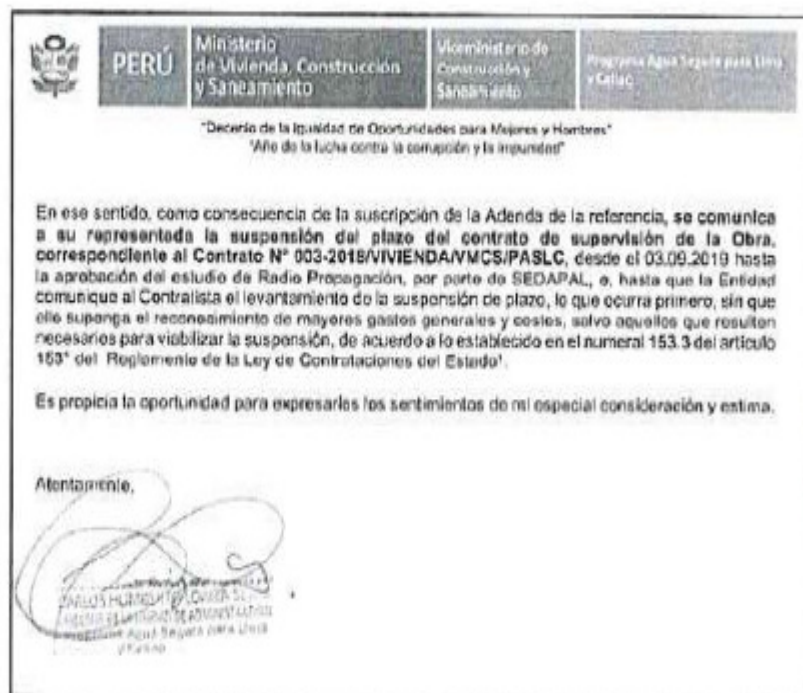 PERÚ
Ministerio
de Vivienda, Construcción
y Saneamiento
Viceministerio de
Construcción y
Saneamiento
Programa Agua Segura para Lima
y Callao
"Decenio de la Igualdad de Oportunidades para Mujeres y Hombres"
"Año de la lucha contra la corrupción y la impunidad"
En ese sentido, como consecuencia de la suscripción de la Adenda de la referencia, se comunica
a su representada la suspensión del plazo del contrato de supervisión de la Obra,
correspondiente al Contrato N° 003-2018/VIVIENDA/VMCS/PASLC, desde el 03.09.2019 hasta
la aprobación del estudio de Radio Propagación, por parte de SEDAPAL, o, hasta que la Entidad
comunique al Contratista el levantamiento de la suspensión de plazo, lo que ocurra primero, sin que
ello suponga el reconocimiento de mayores gastos generales y costos, salvo aquellos que resulten
necesarios para viabilizar la suspensión, de acuerdo a lo establecido en el numeral 153.3 del artículo
153° del Reglamento de la Ley de Contrataciones del Estado¹.
Es propicia la oportunidad para expresarles los sentimientos de mi especial consideración y estima.
Atentamente,
CARLOS
DE ADMINISTRACIÓN
Programa Agua Segura para Lima
y Callao